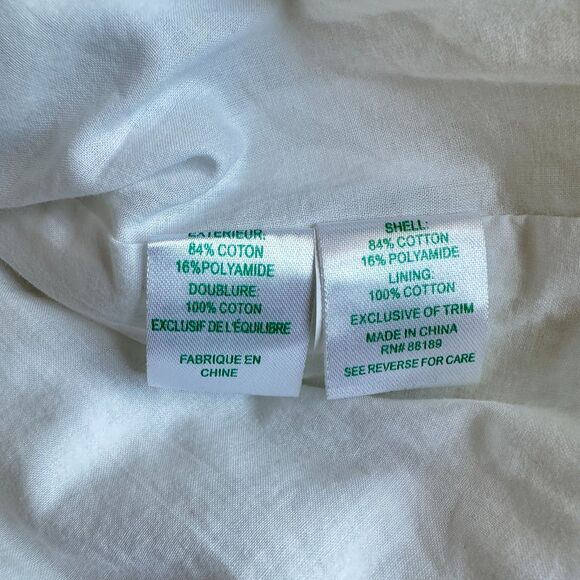 EXTERIEUR:
84% COTON
16%POLYAMIDE
DOUBLURE:
100% COTON
EXCLUSIF DE L'ÉQUILIBRE
FABRIQUE EN
CHINE
SHELL:
84% COTTON
16% POLYAMIDE
LINING:
100% COTTON
EXCLUSIVE OF TRIM
MADE IN CHINA
RN# 88189
SEE REVERSE FOR CARE